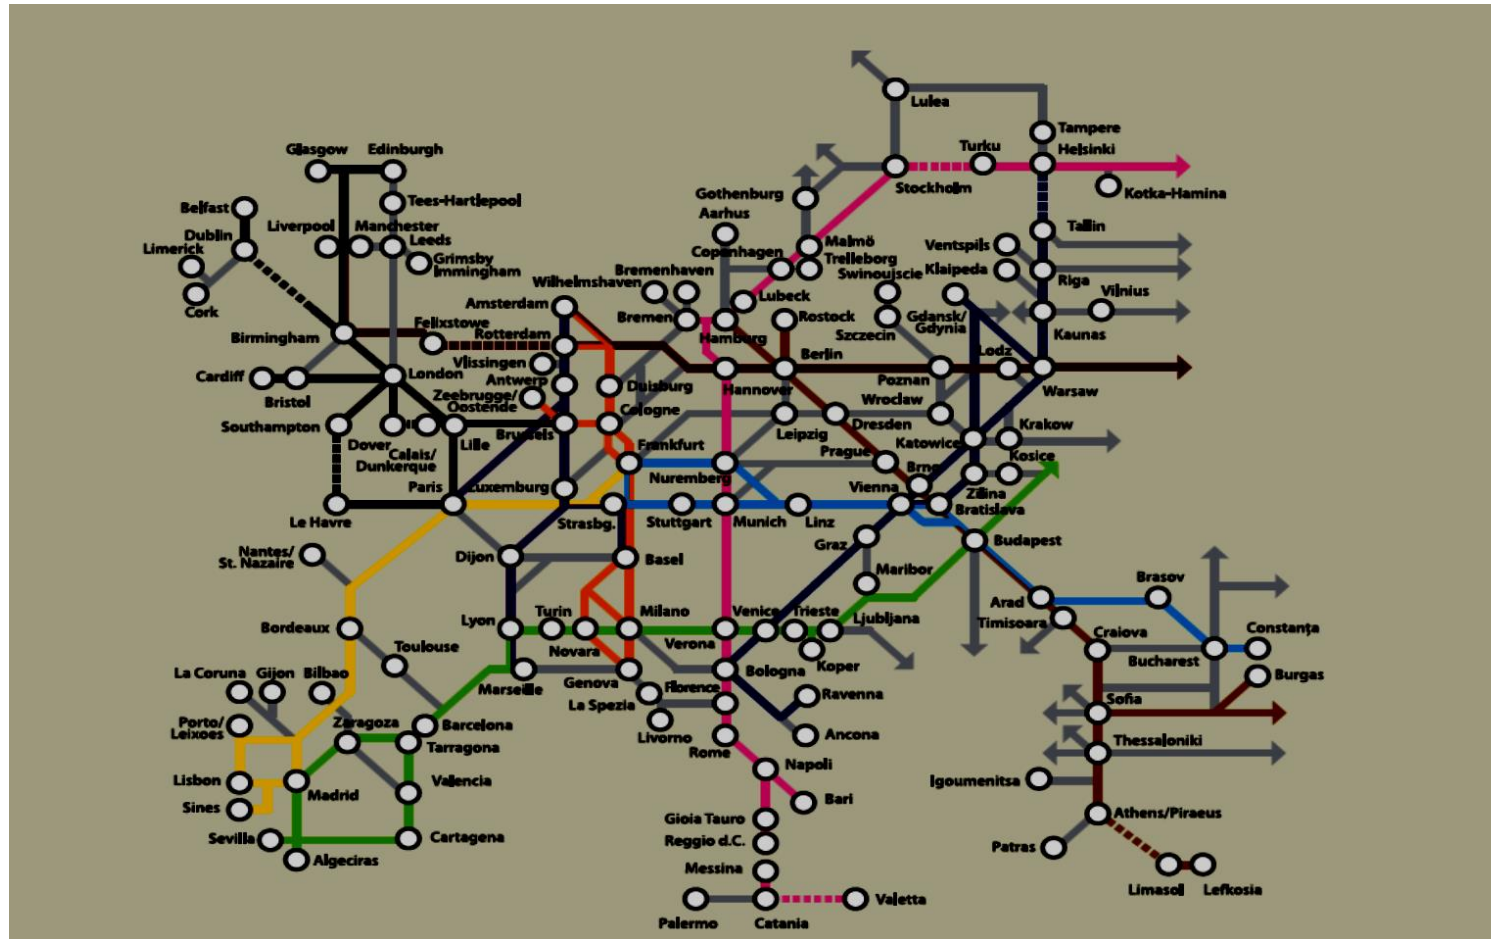 Lulea
Tampere
Turku
Helsinki
Glasgow
Edinburgh
Stockholm
Kotka-Hamina
Gothenburg
Tees-Hartlepool
Belfast
Aarhus
Tallin
Dublin
Liverpool
Manchester
Limerick
Leeds
Copenhagen
Malmö
Ventspils
Grimsby
Immingham
Trelleborg
Swinoujscie
Klaipeda
Riga
Wilhelmshaven
Bremenhaven
Vilnius
Cork
Amsterdam
Lubeck
Gdansk/
Gdynia
Felixstowe
Bremen
Rostock
Birmingham
Rotterdam
Hamburg
Szczecin
Kaunas
Vlissingen
Berlin
Lodz
Cardiff
London
Antwerp
Duisburg
Hannover
Poznan
Warsaw
Bristol
Zeebrugge/
Oostende
Cologne
Wroclaw
Southampton
Dover
Lille
Brussels
Leipzig
Dresden
Krakow
Calais/
Dunkerque
Frankfurt
Katowice
Prague
Kosice
Nuremberg
Brno
Paris
Luxemburg
Vienna
Zilina
Le Havre
Strasbg.
Stuttgart
Munich
Linz
Bratislava
Graz
Budapest
Nantes/
St. Nazaire
Dijon
Basel
Maribor
Brasov
Arad
Timisoara
Bordeaux
Lyon
Turin
Milano
Venice
Trieste
Ljubljana
Craiova
Constanţa
Toulouse
Novara
Verona
Koper
Bucharest
La Coruna
Gijon
Bilbao
Marseille
Genova
Bologna
Burgas
Florence
Ravenna
La Spezia
Sofia
Porto/
Leixoes
Zaragoza
Barcelona
Livorno
Ancona
Tarragona
Rome
Thessaloniki
Lisbon
Madrid
Valencia
Napoli
Igoumenitsa
Sines
Bari
Gioia Tauro
Athens/Piraeus
Sevilla
Cartagena
Reggio d.C.
Patras
Algeciras
Messina
Limasol
Lefkosia
Palermo
Catania
Valetta